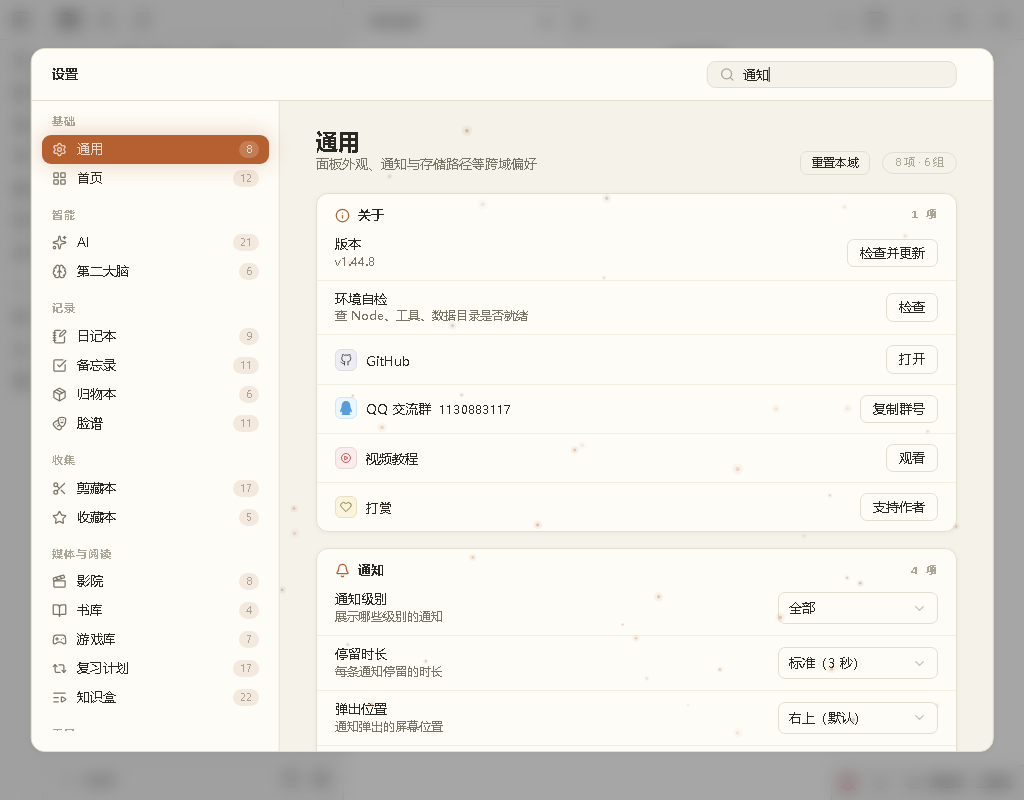 设置
通知
基础
通用 8
首页 12
智能
AI 21
第二大脑 6
记录
日记本 9
备忘录 11
归物本 6
脸谱 11
收集
剪藏本 17
收藏本 5
媒体与阅读
影院 8
书库 4
游戏库 7
复习计划 17
知识盒 22
通用
面板外观、通知与存储路径等跨域偏好
重置本域
8 项 · 6 组
关于
1 项
版本
v1.44.8
检查并更新
环境自检
查 Node、工具、数据目录是否就绪
检查
GitHub
打开
QQ 交流群 1130883117
复制群号
视频教程
观看
打赏
支持作者
通知
4 项
通知级别
展示哪些级别的通知
全部
停留时长
每条通知停留的时长
标准（3 秒）
弹出位置
通知弹出的屏幕位置
右上（默认）